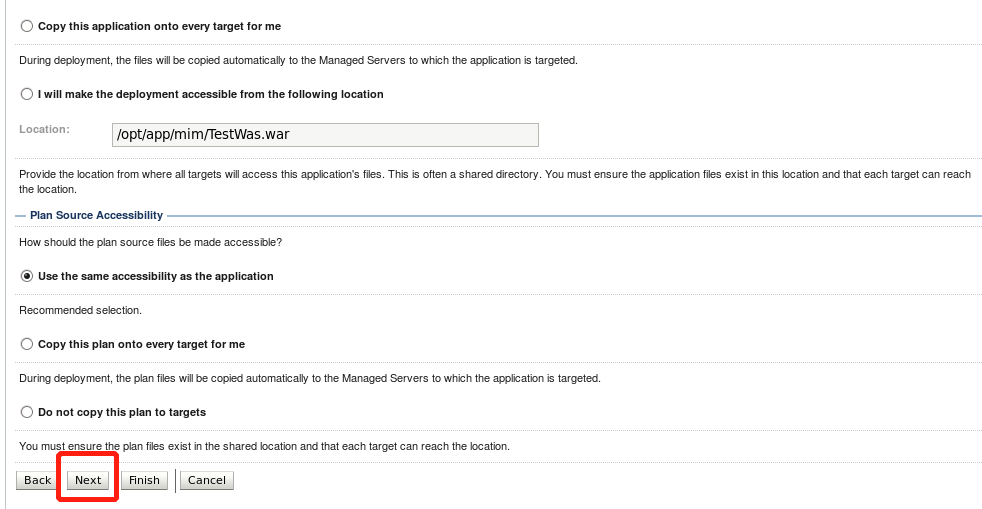 Copy this application onto every target for me
During deployment, the files will be copied automatically to the Managed Servers to which the application is targeted.
I will make the deployment accessible from the following location
Location:
/opt/app/mim/TestWas.war
Provide the location from where all targets will access this application's files. This is often a shared directory. You must ensure the application files exist in this location and that each target can reach
the location.
Plan Source Accessibility
How should the plan source files be made accessible?
Use the same accessibility as the application
Recommended selection.
Copy this plan onto every target for me
During deployment, the plan files will be copied automatically to the Managed Servers to which the application is targeted.
Do not copy this plan to targets
You must ensure the plan files exist in the shared location and that each target can reach the location.
Back Next Finish Cancel